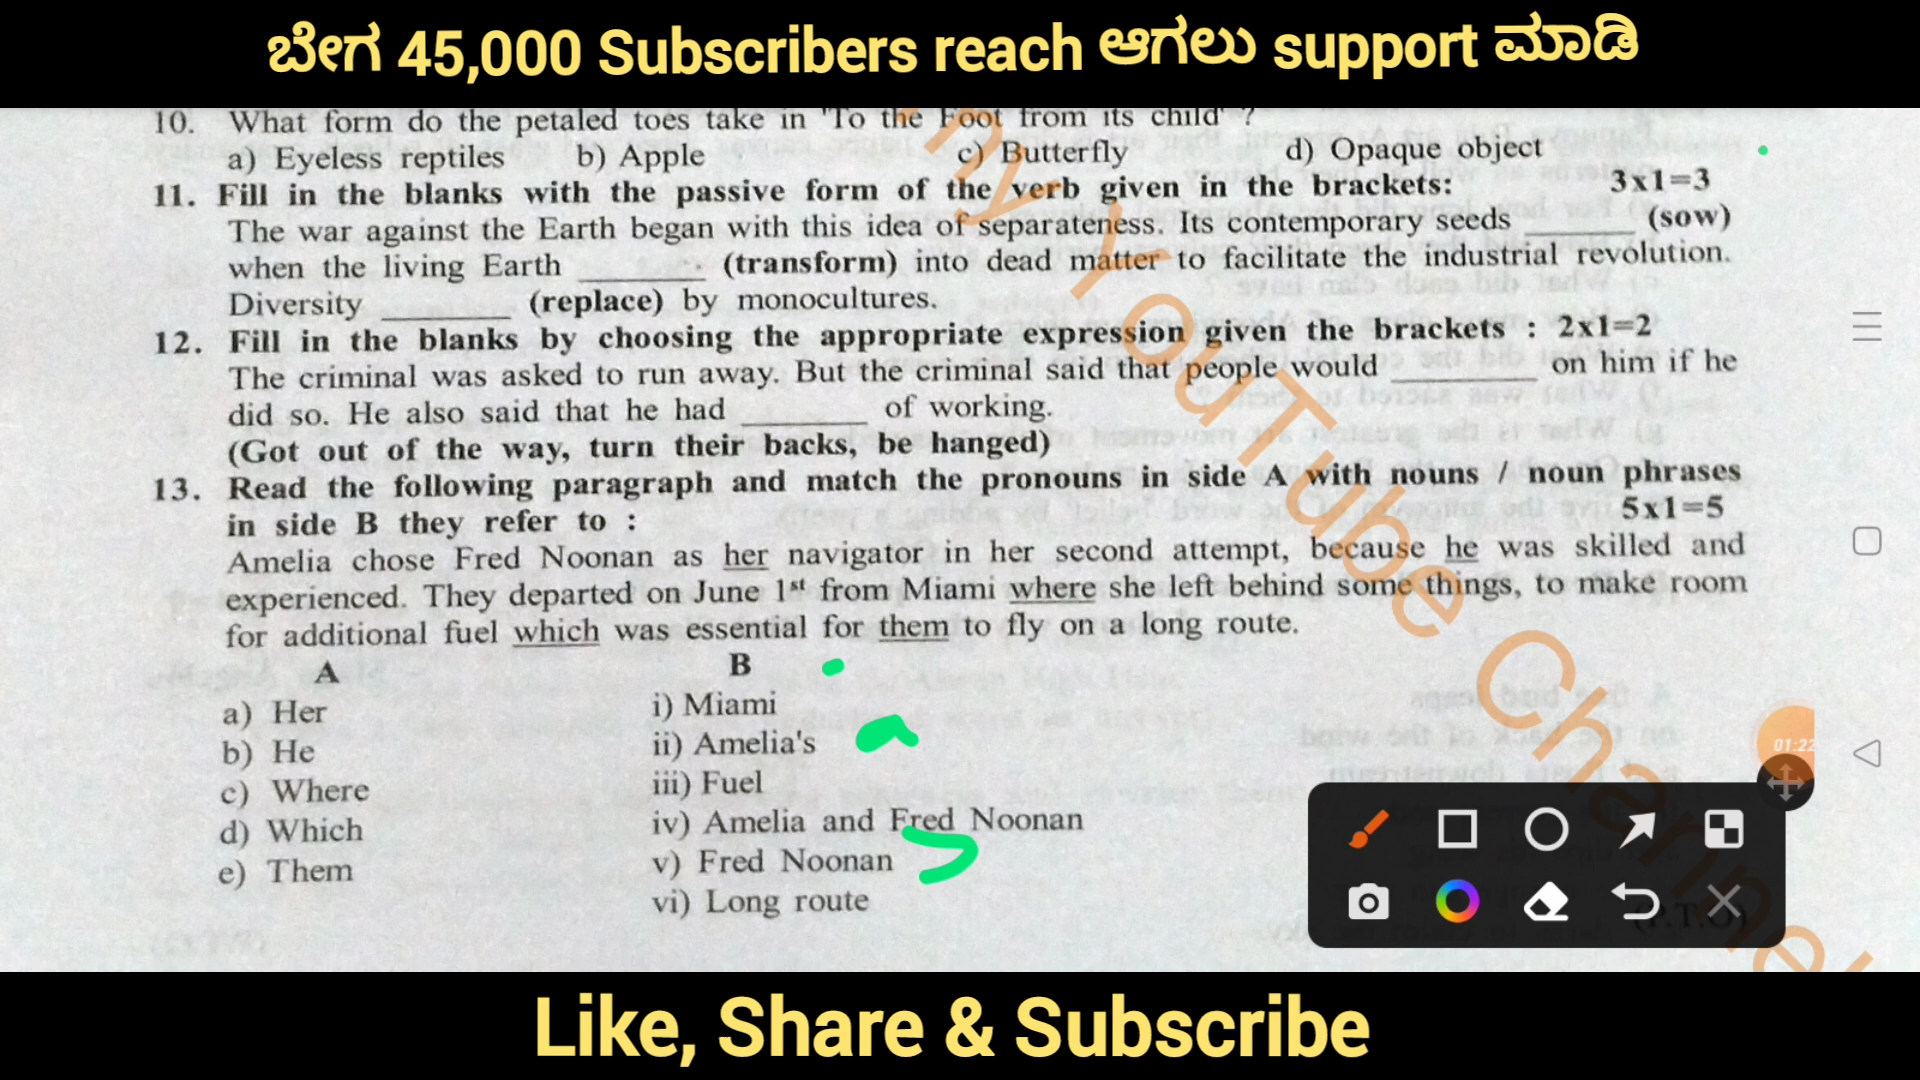 ಬೇಗ 45,000 Subscribers reach ಆಗಲು support ಮಾಡಿ
10. What form do the petaled toes take in 'To the Foot from its child' ?
a) Eyeless reptiles b) Apple c) Butterfly d) Opaque object
11. Fill in the blanks with the passive form of the verb given in the brackets: 3x1=3
The war against the Earth began with this idea of separateness. Its contemporary seeds ________ (sow)
when the living Earth ________ (transform) into dead matter to facilitate the industrial revolution.
Diversity ________ (replace) by monocultures.
12. Fill in the blanks by choosing the appropriate expression given the brackets : 2x1=2
The criminal was asked to run away. But the criminal said that people would ________ on him if he
did so. He also said that he had ________ of working.
(Got out of the way, turn their backs, be hanged)
13. Read the following paragraph and match the pronouns in side A with nouns / noun phrases
in side B they refer to : 5x1=5
Amelia chose Fred Noonan as her navigator in her second attempt, because he was skilled and
experienced. They departed on June 1st from Miami where she left behind some things, to make room
for additional fuel which was essential for them to fly on a long route.
A B
a) Her i) Miami
b) He ii) Amelia's
c) Where iii) Fuel
d) Which iv) Amelia and Fred Noonan
e) Them v) Fred Noonan
vi) Long route
(P.T.O)
my YouTube Channel
01:22
Like, Share & Subscribe